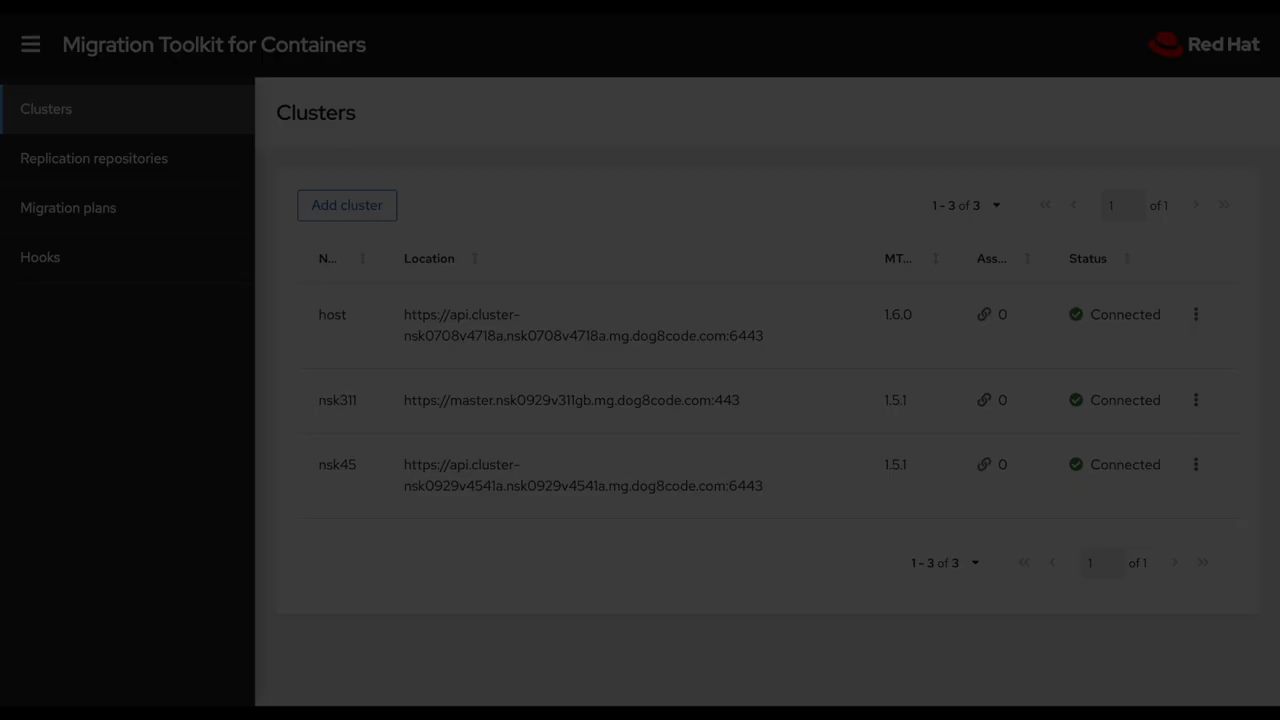 Migration Toolkit for Containers
Red Hat
Clusters
Replication repositories
Migration plans
Hooks
Clusters
Add cluster
1 - 3 of 3
1 of 1
N... Location MT... Ass... Status
host https://api.cluster- 1.6.0 0 Connected
nsk0708v4718a.nsk0708v4718a.mg.dog8code.com:6443
nsk311 https://master.nsk0929v311gb.mg.dog8code.com:443 1.5.1 0 Connected
nsk45 https://api.cluster- 1.5.1 0 Connected
nsk0929v4541a.nsk0929v4541a.mg.dog8code.com:6443
1 - 3 of 3
1 of 1